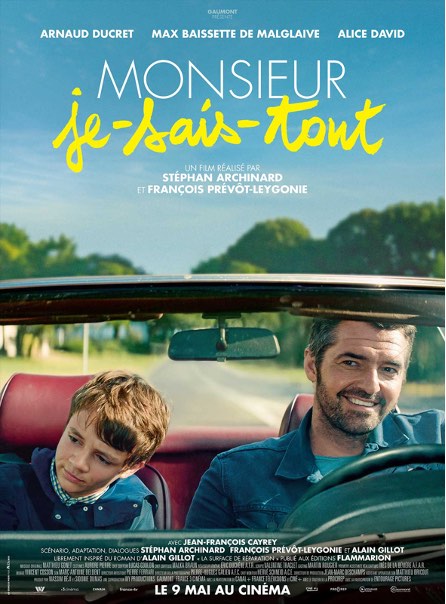 GAUMONT
PRÉSENTE
ARNAUD DUCRET MAX BAISSETTE DE MALGLAIVE ALICE DAVID
MONSIEUR
je-sais-tout
UN FILM RÉALISÉ PAR
STÉPHAN ARCHINARD
ET FRANÇOIS PRÉVÔT-LEYGONIE
AVEC JEAN-FRANÇOIS CAYREY
SCÉNARIO, ADAPTATION, DIALOGUES STÉPHAN ARCHINARD FRANÇOIS PRÉVÔT-LEYGONIE ET ALAIN GILLOT
LIBREMENT INSPIRÉ DU ROMAN D'ALAIN GILLOT « LA SURFACE DE RÉPARATION » PUBLIÉ AUX ÉDITIONS FLAMMARION
LE 9 MAI AU CINÉMA